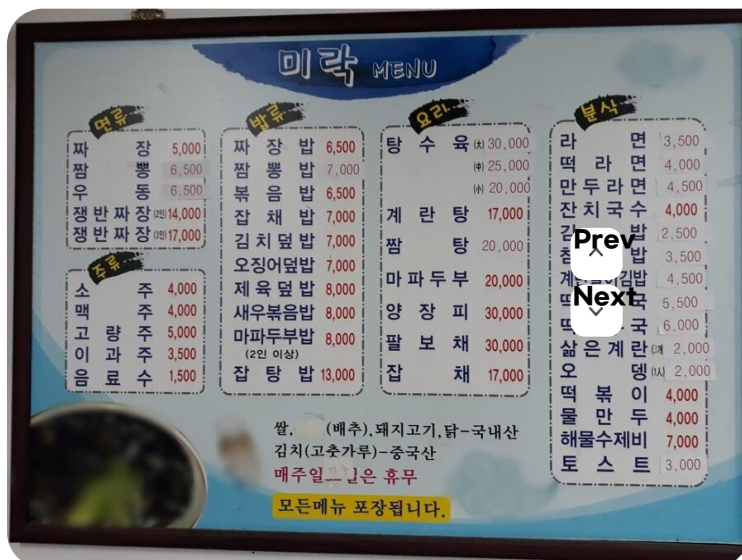 미락 MENU
면류
짜장 5,000
짬뽕 6,500
우동 6,500
쟁반짜장(2인) 14,000
쟁반짜장(3인) 17,000
주류
소주 4,000
맥주 4,000
고량주 5,000
이과주 3,500
음료수 1,500
밥류
짜장밥 6,500
짬뽕밥 7,000
볶음밥 6,500
잡채밥 7,000
김치덮밥 7,000
오징어덮밥 7,000
제육덮밥 8,000
새우볶음밥 8,000
마파두부밥 8,000
(2인 이상)
잡탕밥 13,000
요리
탕수육 (大) 30,000
(中) 25,000
(小) 20,000
계란탕 17,000
짬탕 20,000
마파두부 20,000
양장피 30,000
팔보채 30,000
잡채 17,000
분식
라면 3,500
떡라면 4,000
만두라면 4,500
잔치국수 4,000
밥 2,500
Prev
밥 3,500
김밥 4,500
Next
국 5,500
국 6,000
삶은계란 2,000
오뎅 (1人) 2,000
떡볶이 4,000
물만두 4,000
해물수제비 7,000
토스트 3,000
쌀, (배추),돼지고기,닭-국내산
김치(고춧가루)-중국산
매주일 일은 휴무
모든메뉴 포장됩니다.